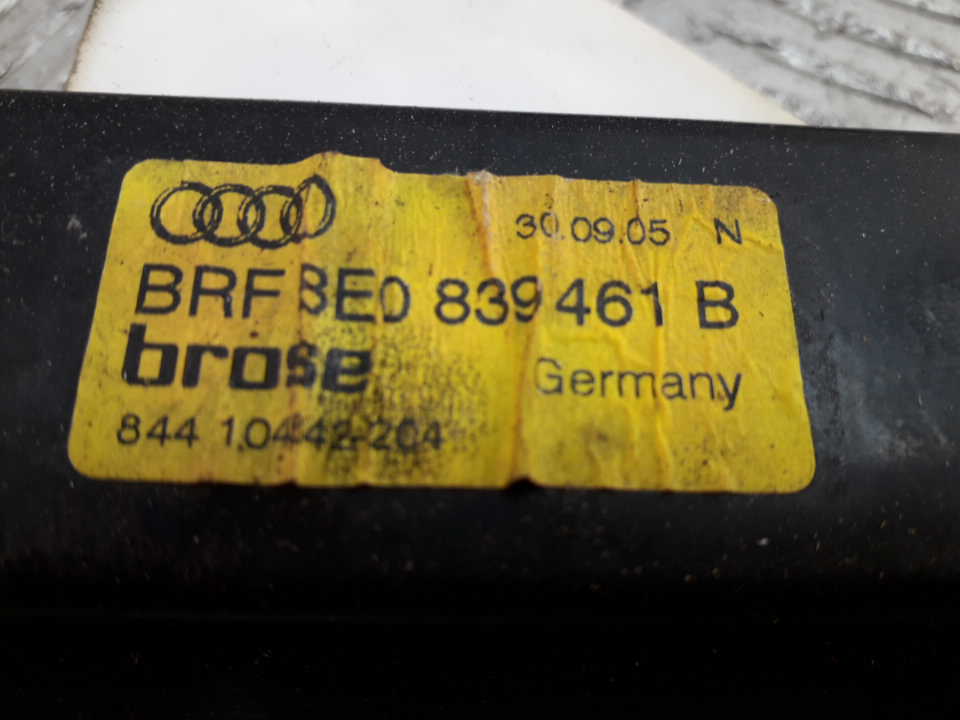 30.09.05 N
BRF 8E0 839 461 B
brose Germany
844 10442-204